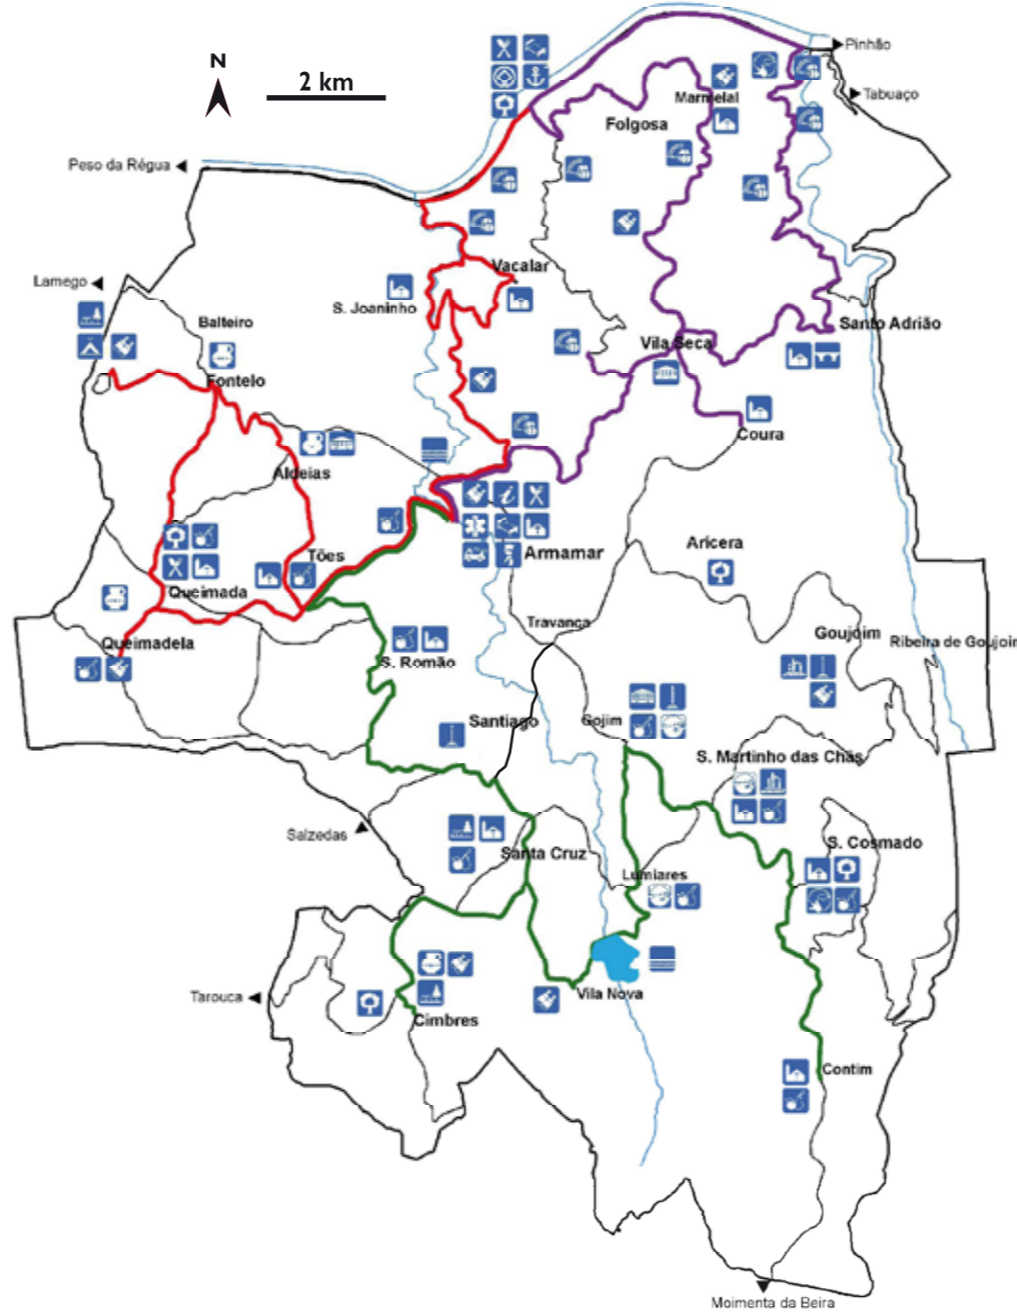 Pinhão
N
2 km
Tabuaço
Marmelal
Folgosa
Peso da Régua
Vacalar
Lamego
S. Joaninho
Balteiro
Santo Adrião
Vila Seca
Fontelo
Coura
Aldeias
Armamar
Aricera
Tões
Queimada
Travança
Goujoim
Queimadela
Ribeira de Goujoim
S. Romão
Santiago
Gojim
S. Martinho das Chãs
Salzedas
S. Cosmado
Santa Cruz
Lumiares
Tarouca
Vila Nova
Cimbres
Contim
Moimenta da Beira